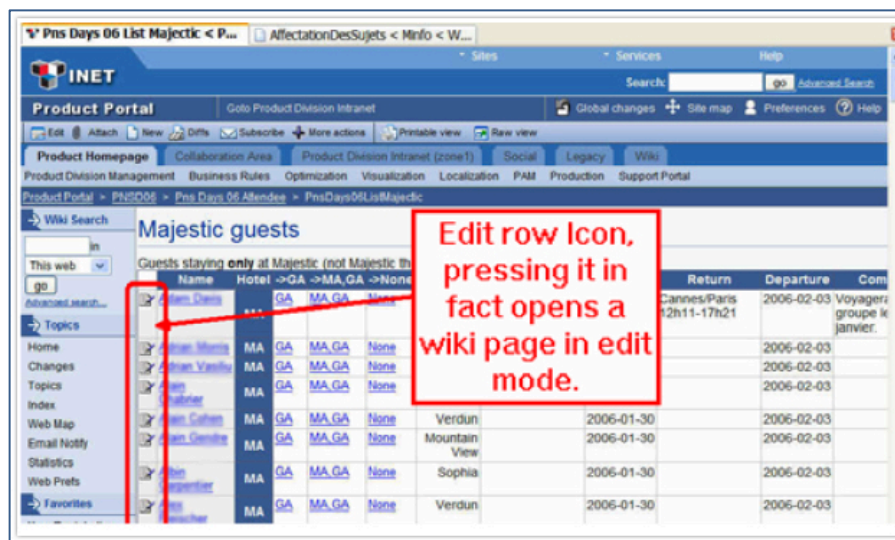 Pns Days 06 List Majectic < P... AffectationDesSujets < Minfo < W...
Sites Services Help
INET
Search: go Advanced Search
Product Portal Goto Product Division Intranet Global changes Site map Preferences Help
Edit Attach New Diffs Subscribe More actions Printable view Raw view
Product Homepage Collaboration Area Product Division Intranet (zone1) Social Legacy Wiki
Product Division Management Business Rules Optimization Visualization Localization PAM Production Support Portal
Product Portal > PNSD06 > Pns Days 06 Attendee > PnsDays06ListMajectic
Wiki Search
in
This web
go
Advanced search...
Topics
Home
Changes
Topics
Index
Web Map
Email Notify
Statistics
Web Prefs
Favorites
Majestic guests
Guests staying only at Majestic (not Majestic th
Name Hotel ->GA ->MA,GA ->None Return Departure Com
Adam Davis MA GA MA,GA None Cannes/Paris 2006-02-03 Voyagera
12h11-17h21 groupe le
janvier.
Adrian Morris MA GA MA,GA None 2006-02-03
Adrian Vasiliu MA GA MA,GA None 2006-02-03
Alain Chabrier MA GA MA,GA None 2006-02-03
Alain Cohen MA GA MA,GA None Verdun 2006-01-30
Alain Gendre MA GA MA,GA None Mountain 2006-01-30 2006-02-03
View
Albin Carpentier MA GA MA,GA None Sophia 2006-02-03
Alex MA GA MA,GA None Verdun 2006-01-30 2006-02-03
Edit row Icon,
pressing it in
fact opens a
wiki page in edit
mode.